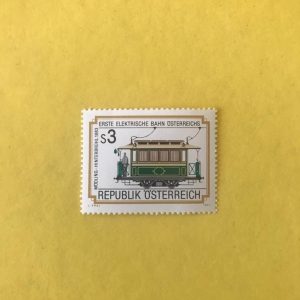 ERSTE ELEKTRISCHE BAHN ÖSTERREICHS
S3
MÖDLING-HINTERBRÜHL 1883
REPUBLIK ÖSTERREICH